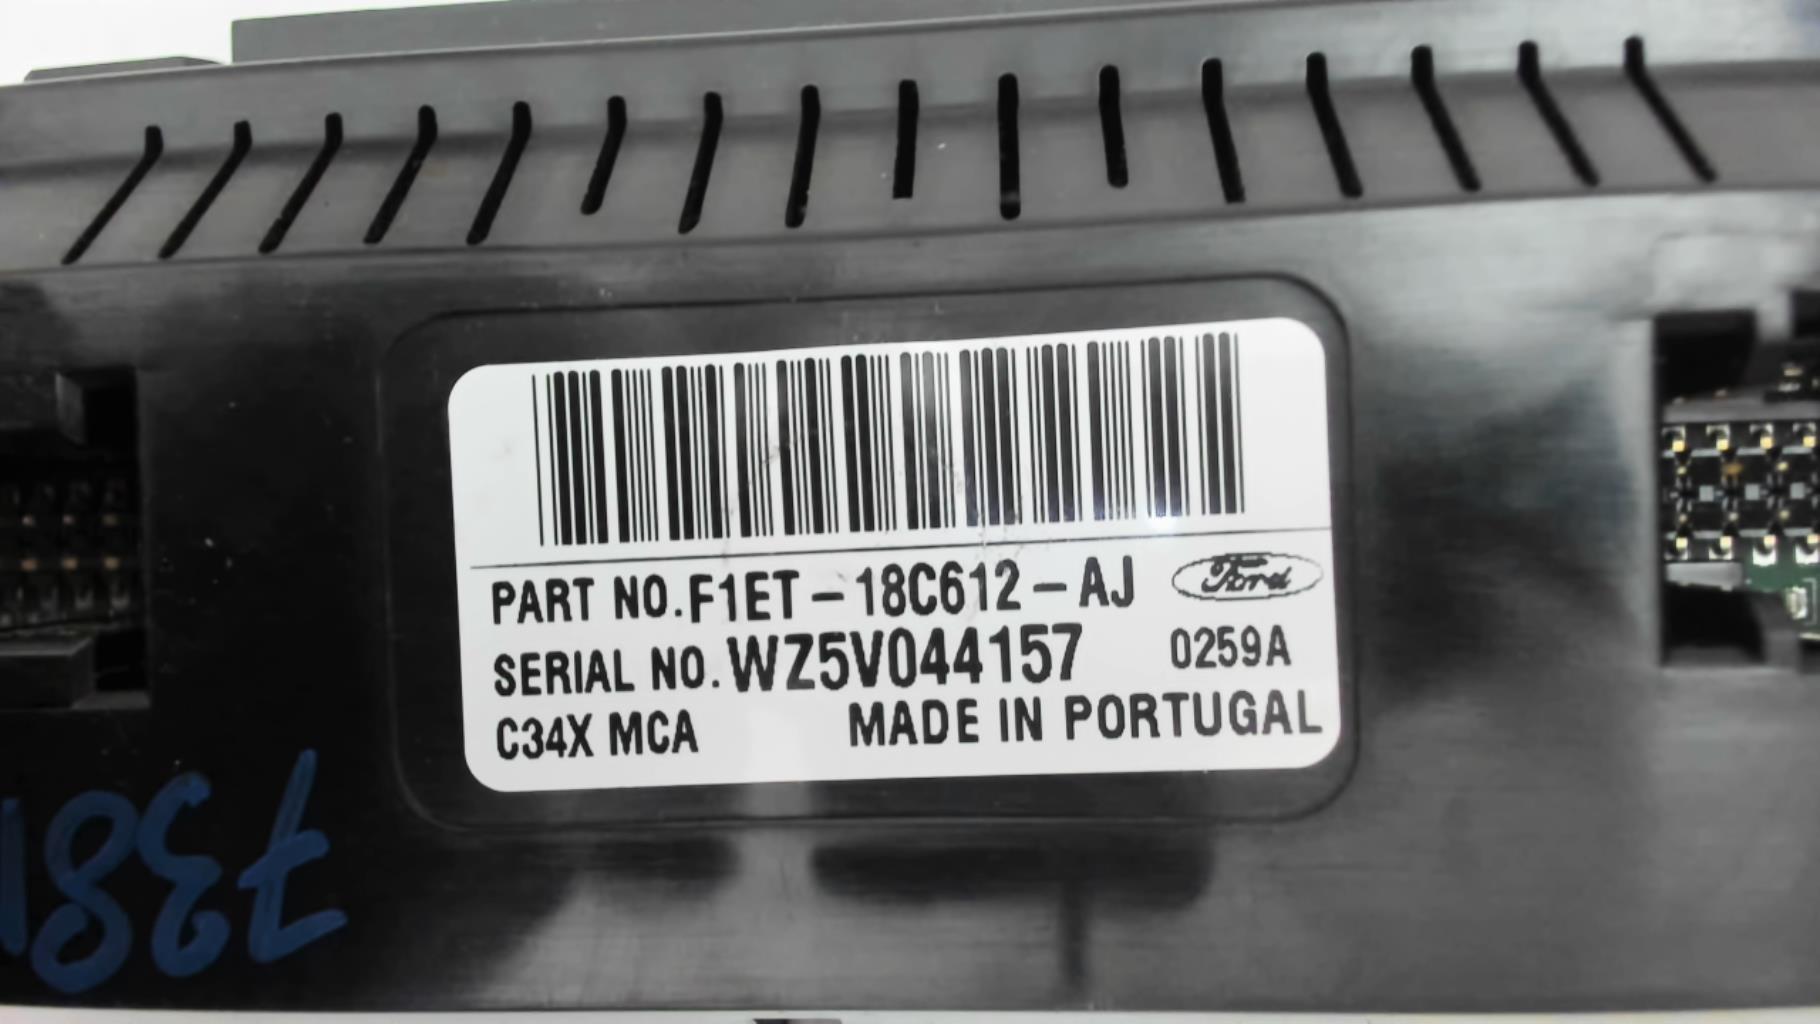 PART NO.F1ET-18C612-AJ Ford
SERIAL NO.WZ5V044157 0259A
C34X MCA MADE IN PORTUGAL